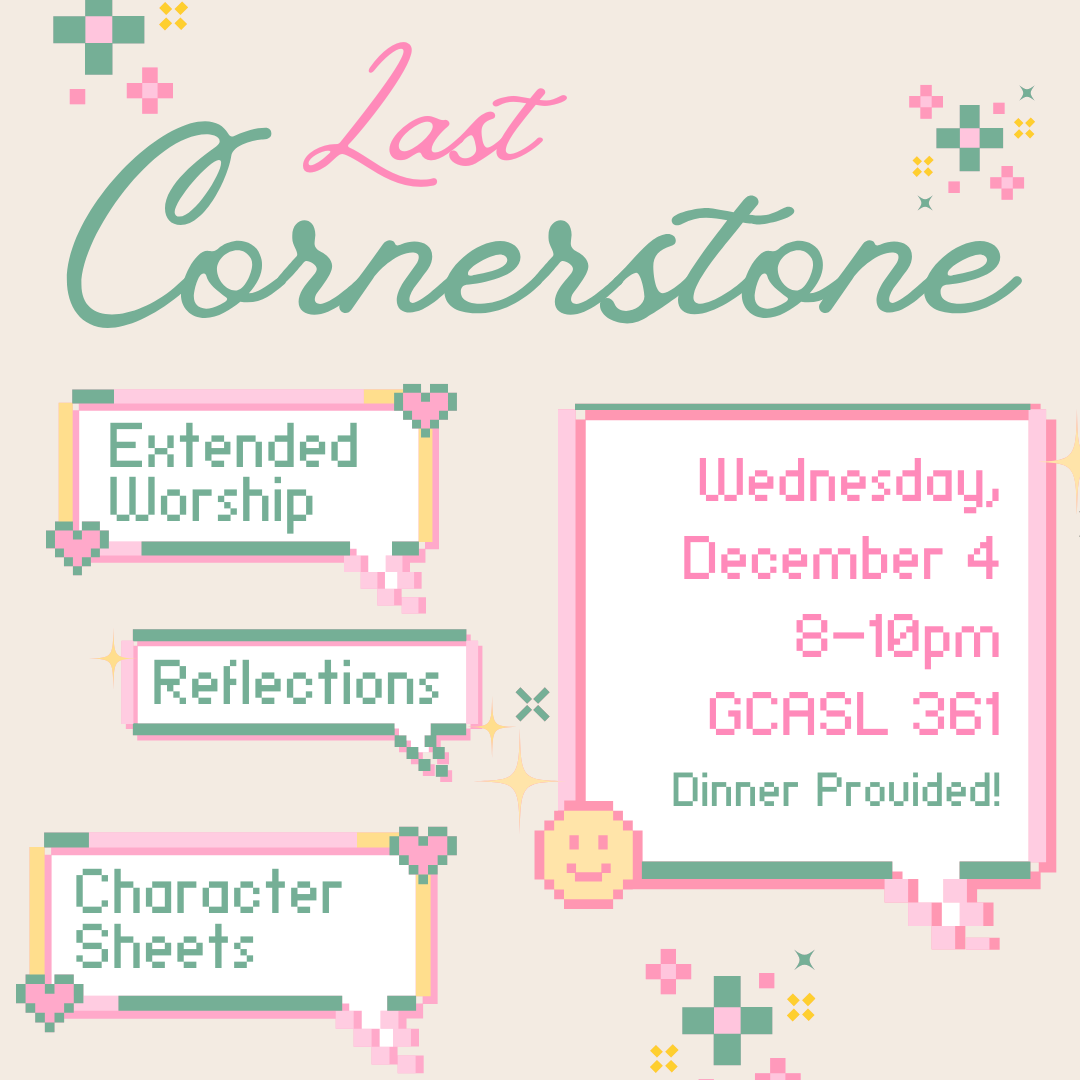 Last
Cornerstone
Extended
Worship
Reflections
Character
Sheets
Wednesday,
December 4
8-10pm
GCASL 361
Dinner Provided!